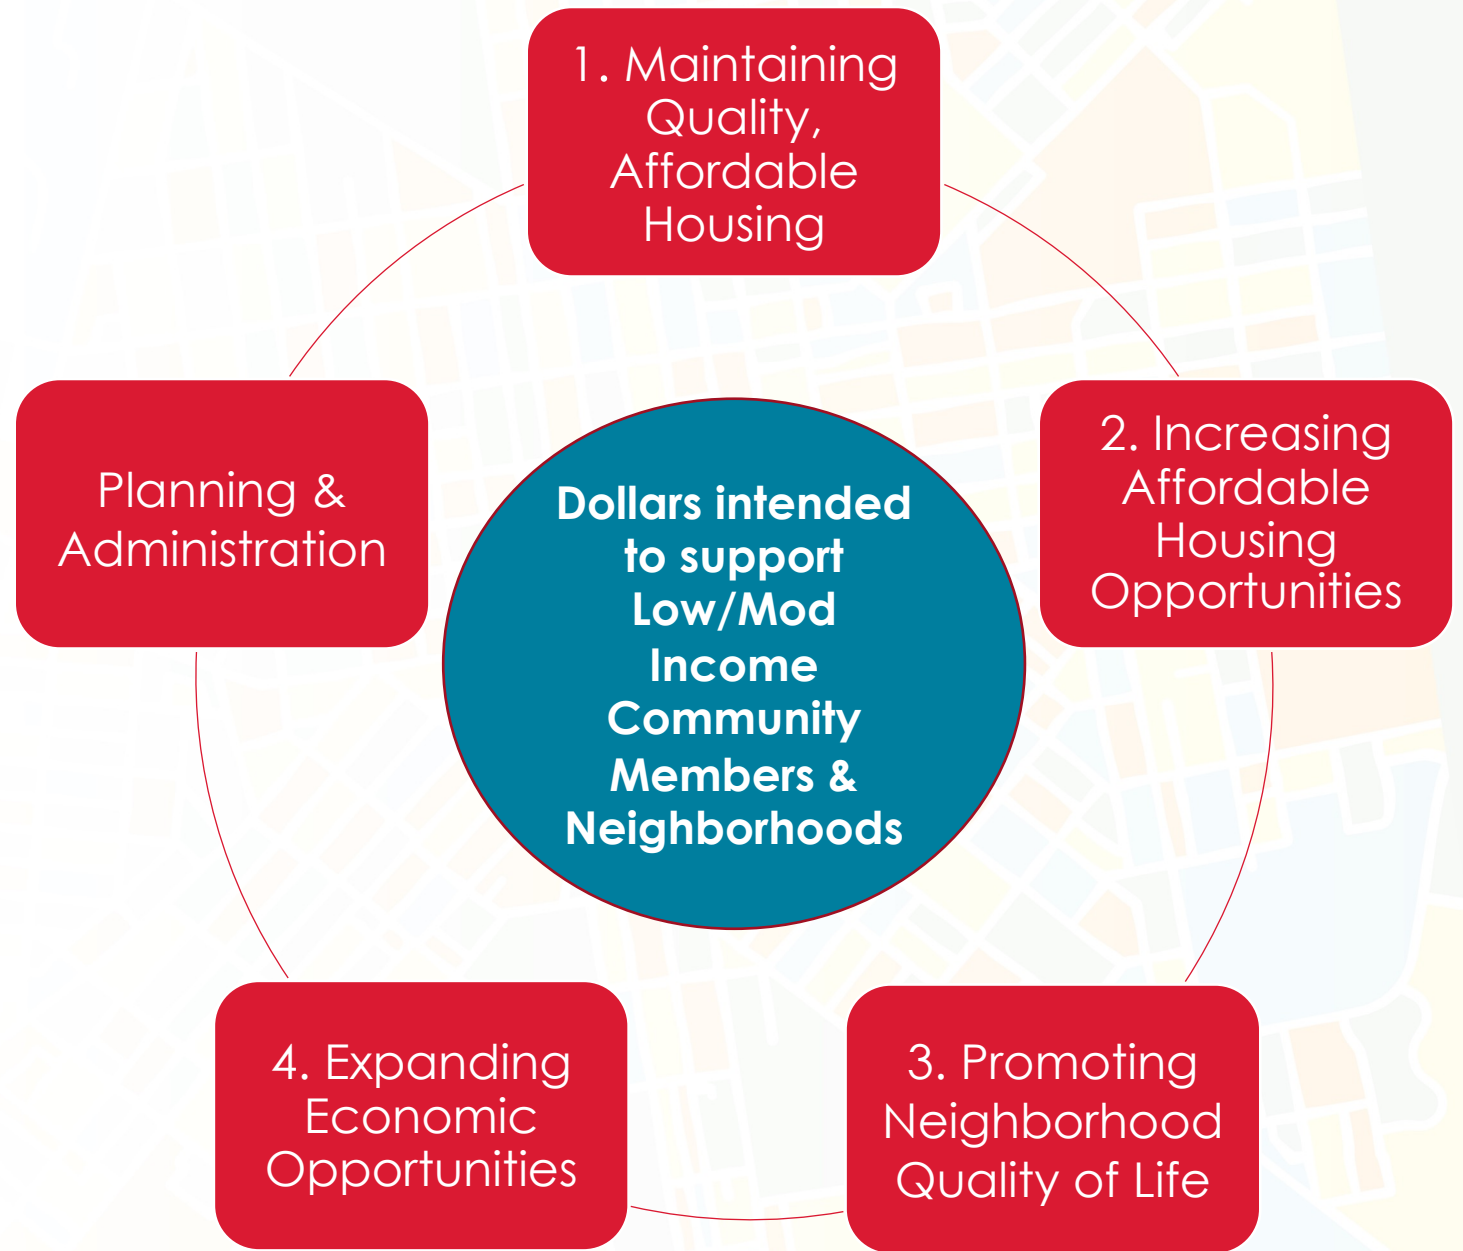 1. Maintaining
Quality,
Affordable
Housing
2. Increasing
Affordable
Housing
Opportunities
3. Promoting
Neighborhood
Quality of Life
4. Expanding
Economic
Opportunities
Planning &
Administration
Dollars intended
to support
Low/Mod
Income
Community
Members &
Neighborhoods